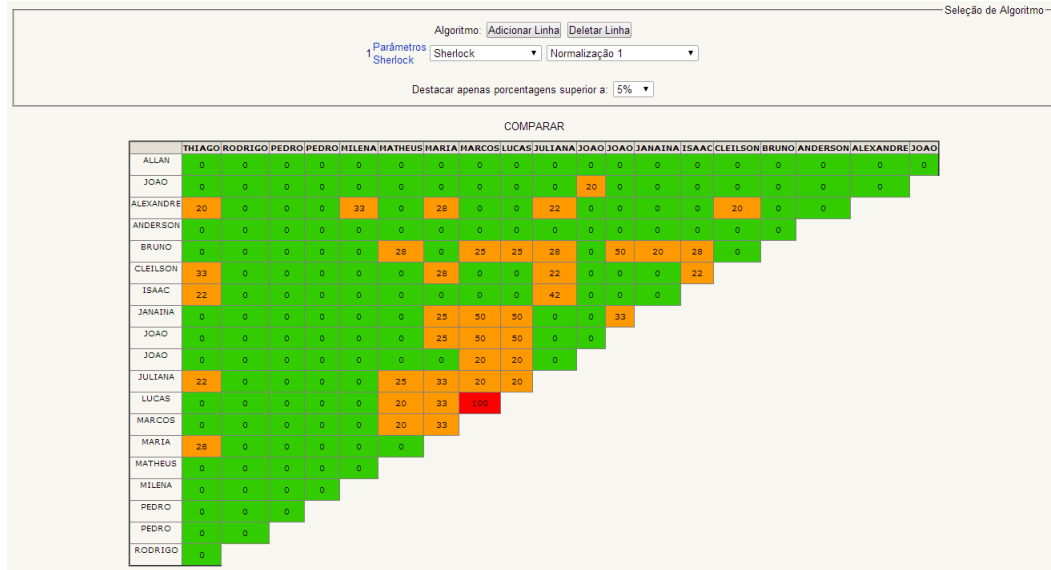 Seleção de Algoritmo
Algoritmo: Adicionar Linha Deletar Linha
1 Parâmetros Sherlock Sherlock Normalização 1
Destacar apenas porcentagens superior a: 5%
COMPARAR
THIAGO RODRIGO PEDRO PEDRO MILENA MATHEUS MARIA MARCOS LUCAS JULIANA JOAO JOAO JANAINA ISAAC CLEILSON BRUNO ANDERSON ALEXANDRE JOAO
ALLAN 0 0 0 0 0 0 0 0 0 0 0 0 0 0 0 0 0 0 0
JOAO 0 0 0 0 0 0 0 0 0 0 20 0 0 0 0 0 0 0
ALEXANDRE 20 0 0 0 33 0 28 0 0 22 0 0 0 0 20 0 0
ANDERSON 0 0 0 0 0 0 0 0 0 0 0 0 0 0 0 0
BRUNO 0 0 0 0 0 28 0 25 25 28 0 50 20 28 0
CLEILSON 33 0 0 0 0 0 28 0 0 22 0 0 0 22
ISAAC 22 0 0 0 0 0 0 0 0 42 0 0 0
JANAINA 0 0 0 0 0 0 25 50 50 0 0 33
JOAO 0 0 0 0 0 0 25 50 50 0 0
JOAO 0 0 0 0 0 0 0 20 20 0
JULIANA 22 0 0 0 0 25 33 20 20
LUCAS 0 0 0 0 0 20 33 100
MARCOS 0 0 0 0 0 20 33
MARIA 28 0 0 0 0 0
MATHEUS 0 0 0 0 0
MILENA 0 0 0 0
PEDRO 0 0 0
PEDRO 0 0
RODRIGO 0